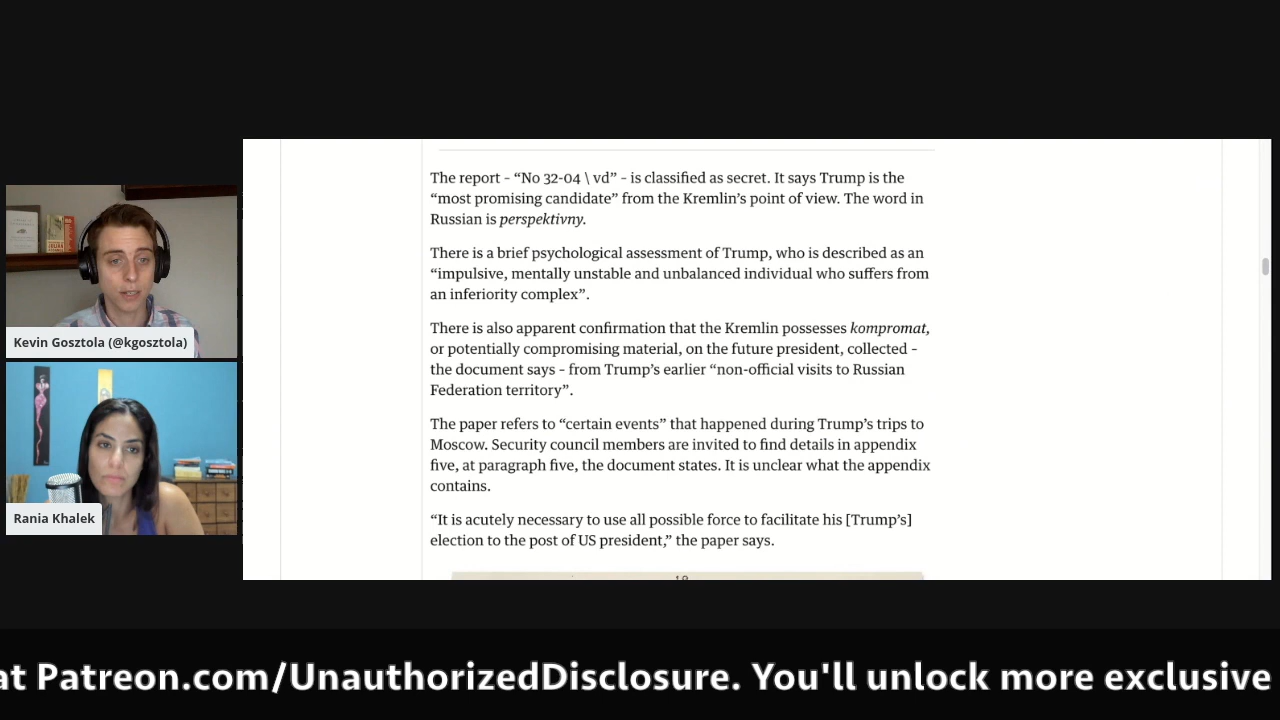 The report - “No 32-04 \ vd” - is classified as secret. It says Trump is the
“most promising candidate” from the Kremlin’s point of view. The word in
Russian is perspektivny.
There is a brief psychological assessment of Trump, who is described as an
“impulsive, mentally unstable and unbalanced individual who suffers from
an inferiority complex”.
There is also apparent confirmation that the Kremlin possesses kompromat,
or potentially compromising material, on the future president, collected -
the document says - from Trump’s earlier “non-official visits to Russian
Federation territory”.
The paper refers to “certain events” that happened during Trump’s trips to
Moscow. Security council members are invited to find details in appendix
five, at paragraph five, the document states. It is unclear what the appendix
contains.
“It is acutely necessary to use all possible force to facilitate his [Trump’s]
election to the post of US president,” the paper says.
Kevin Gosztola (@kgosztola)
Rania Khalek
at Patreon.com/UnauthorizedDisclosure. You'll unlock more exclusive